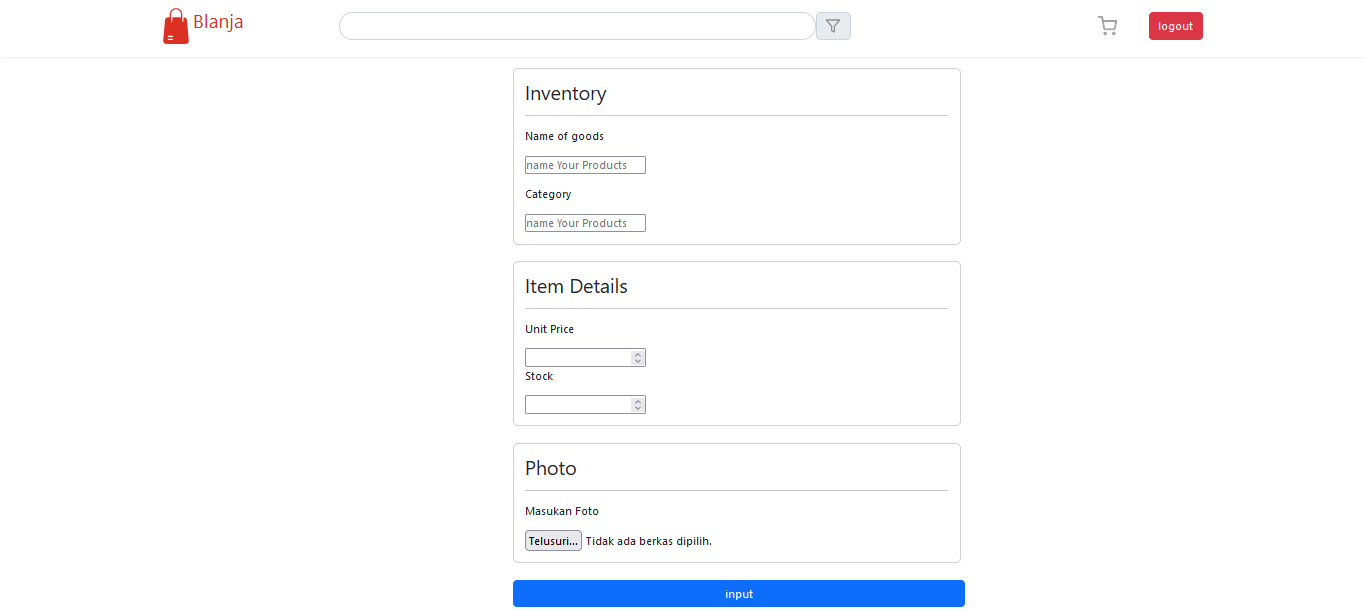 Blanja
logout
Inventory
Name of goods
name Your Products
Category
name Your Products
Item Details
Unit Price
Stock
Photo
Masukan Foto
Telusuri... Tidak ada berkas dipilih.
input